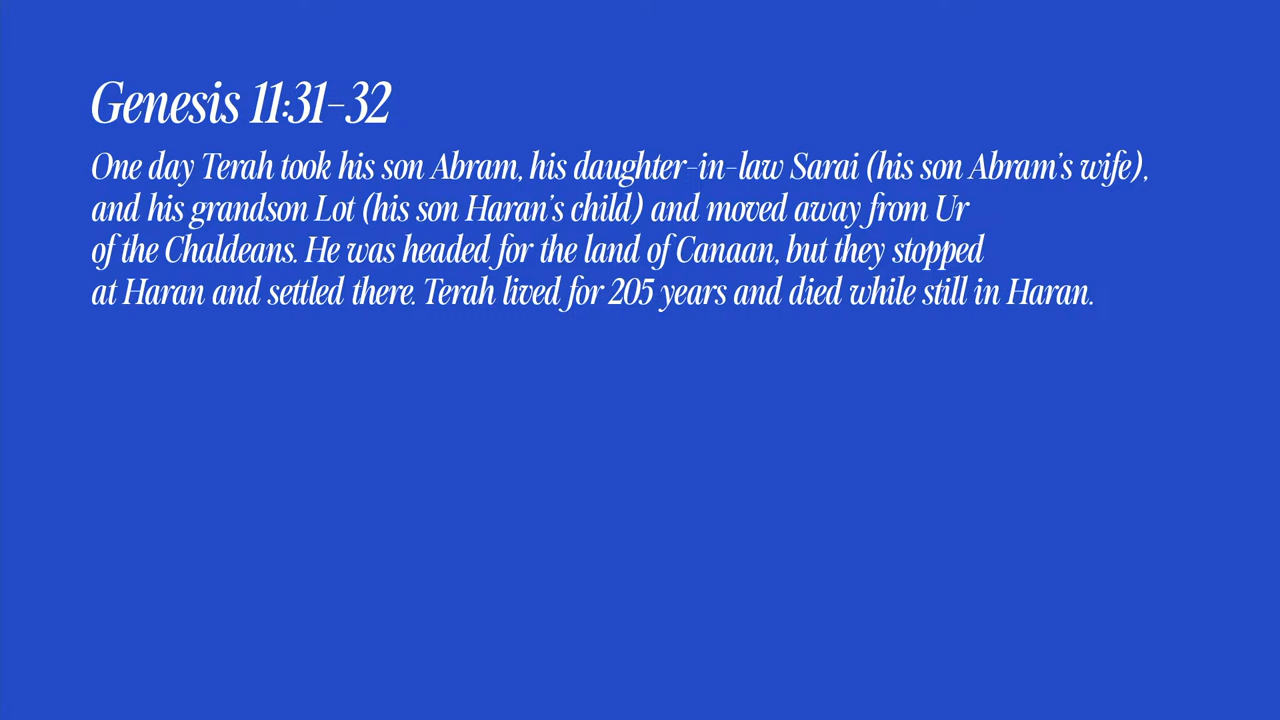 Genesis 11:31-32
One day Terah took his son Abram, his daughter-in-law Sarai (his son Abram's wife),
and his grandson Lot (his son Haran's child) and moved away from Ur
of the Chaldeans. He was headed for the land of Canaan, but they stopped
at Haran and settled there. Terah lived for 205 years and died while still in Haran.